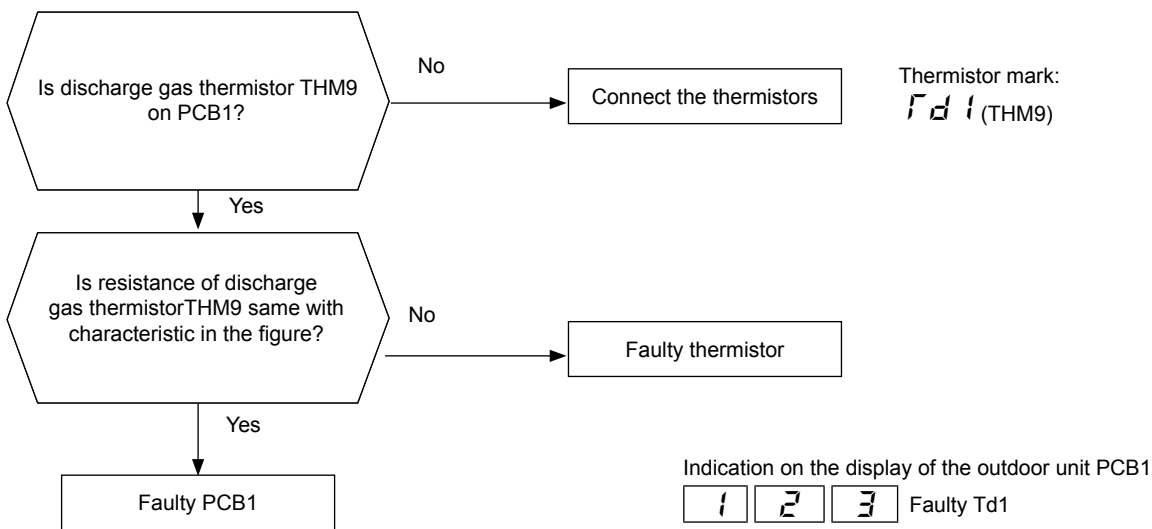 Is discharge gas thermistor THM9
on PCB1?
No
Connect the thermistors
Thermistor mark:
Td1 (THM9)
Yes
Is resistance of discharge
gas thermistorTHM9 same with
characteristic in the figure?
No
Faulty thermistor
Yes
Faulty PCB1
Indication on the display of the outdoor unit PCB1
1 2 3 Faulty Td1